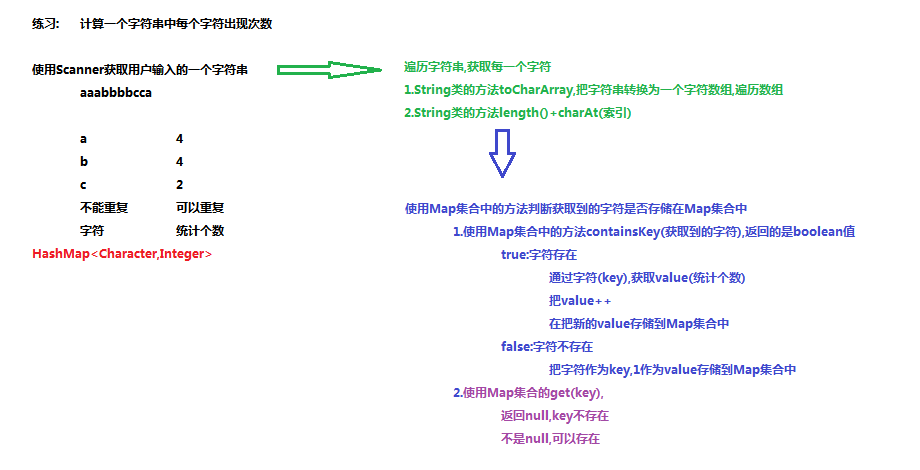 练习: 计算一个字符串中每个字符出现次数
使用Scanner获取用户输入的一个字符串
aaabbbbcca
a 4
b 4
c 2
不能重复 可以重复
字符 统计个数
HashMap<Character,Integer>
遍历字符串,获取每一个字符
1.String类的方法toCharArray,把字符串转换为一个字符数组,遍历数组
2.String类的方法length()+charAt(索引)
使用Map集合中的方法判断获取到的字符是否存储在Map集合中
1.使用Map集合中的方法containsKey(获取到的字符),返回的是boolean值
true:字符存在
通过字符(key),获取value(统计个数)
把value++
在把新的value存储到Map集合中
false:字符不存在
把字符作为key,1作为value存储到Map集合中
2.使用Map集合的get(key),
返回null,key不存在
不是null,可以存在